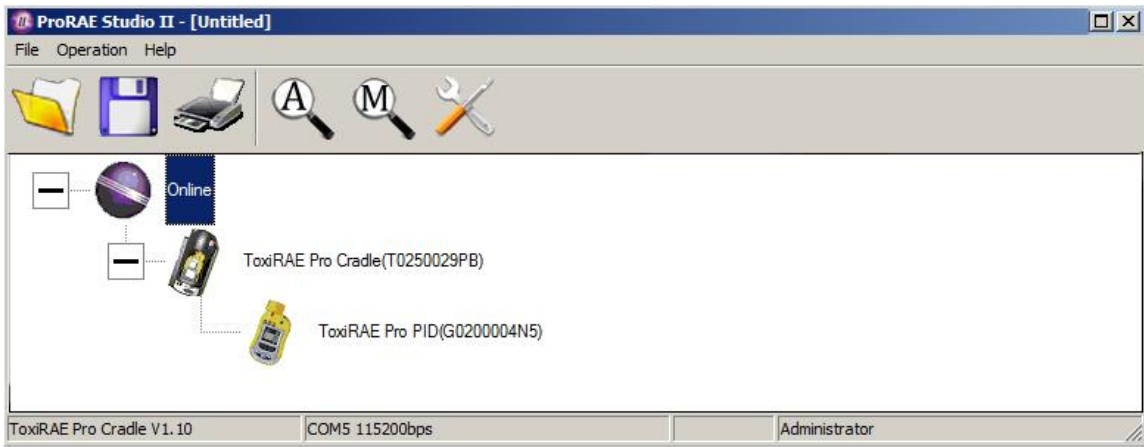 ProRAE Studio II - [Untitled]
File Operation Help
A M
Online
ToxiRAE Pro Cradle(T0250029PB)
ToxiRAE Pro PID(G0200004N5)
ToxiRAE Pro Cradle V1.10 COM5 115200bps Administrator